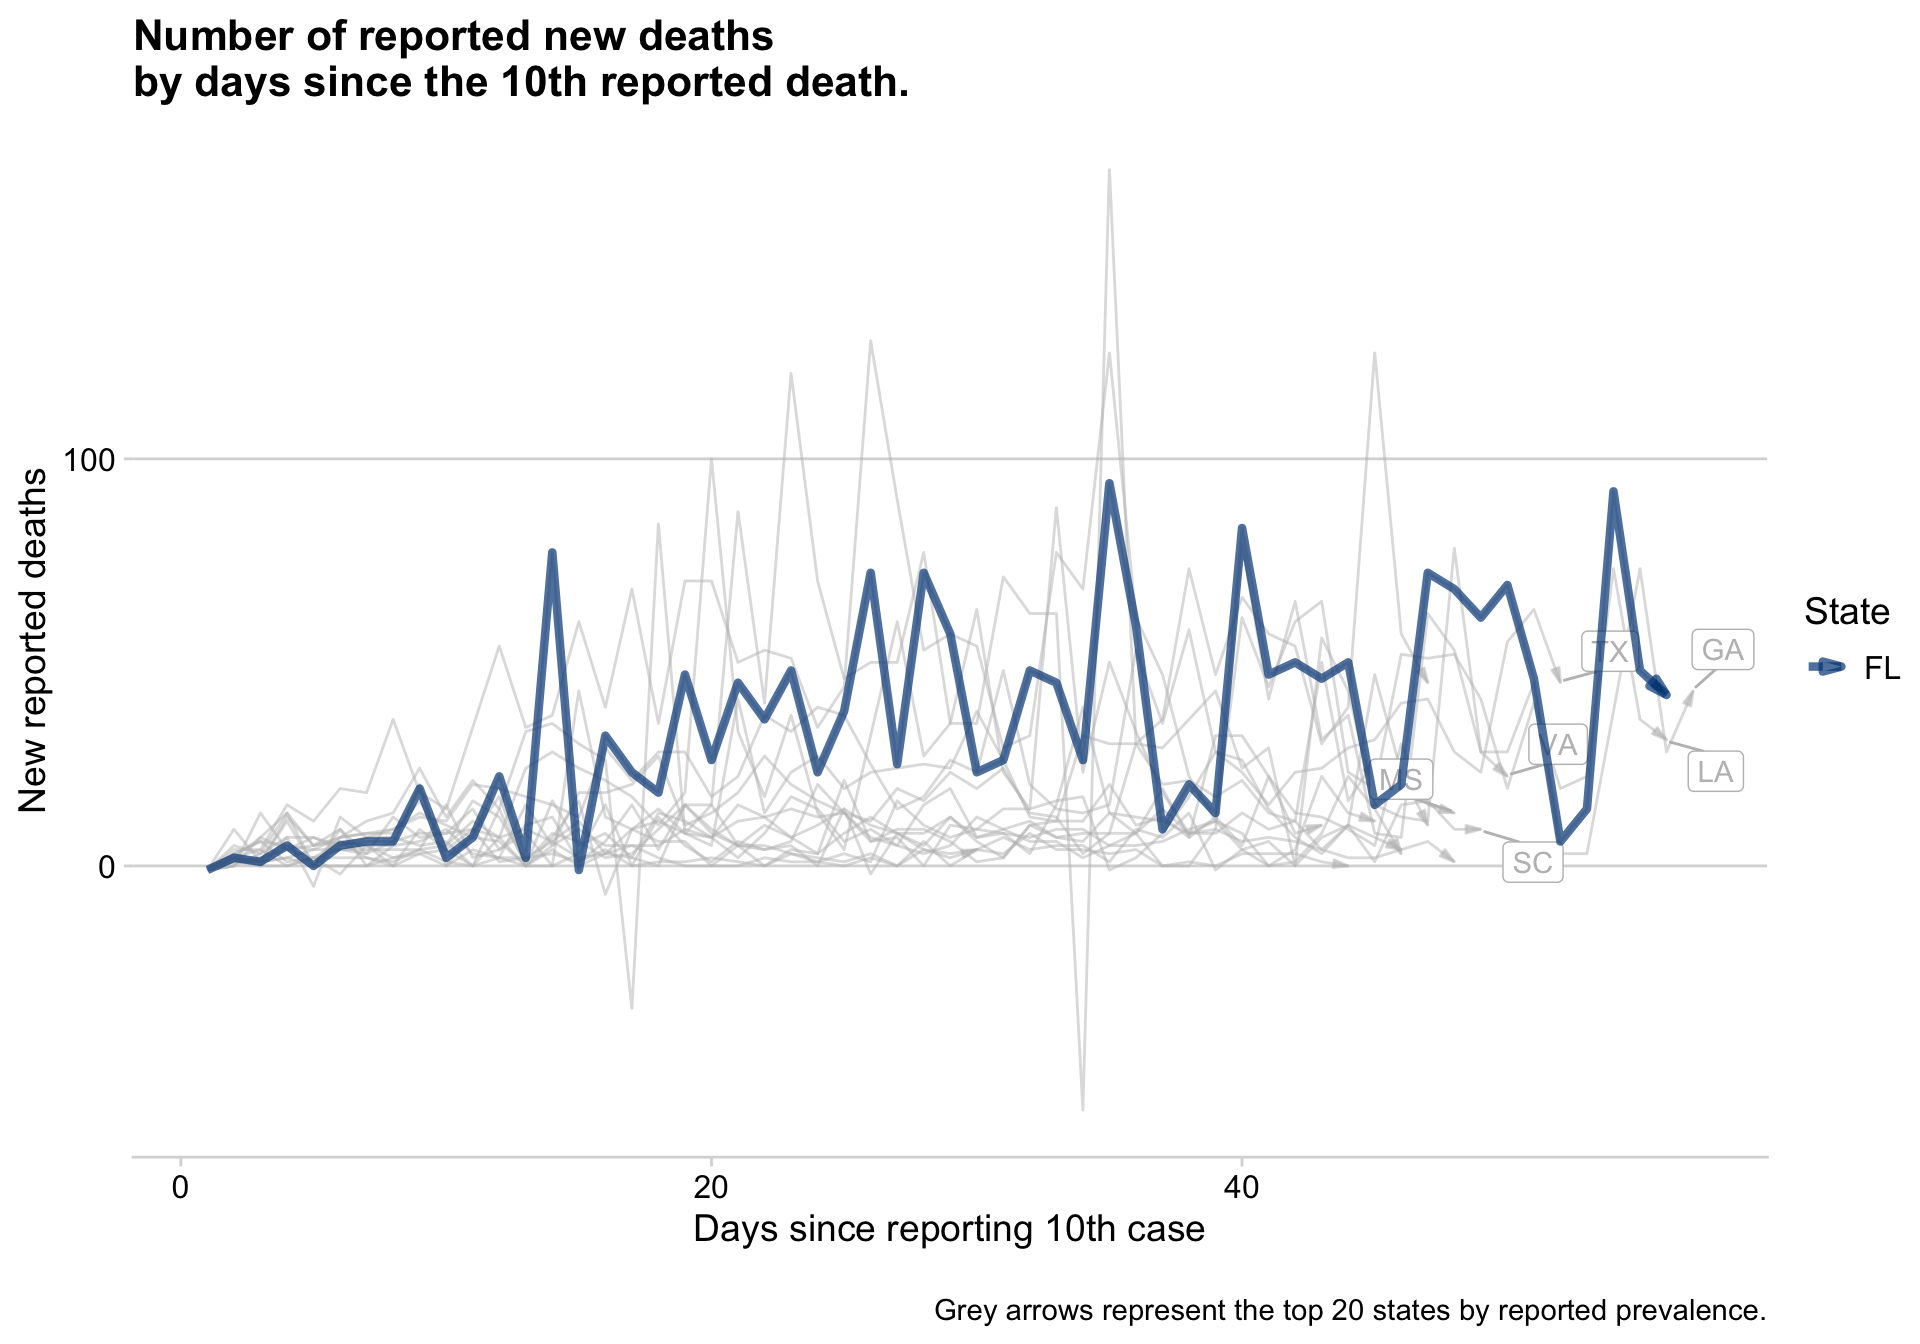 Number of reported new deaths
by days since the 10th reported death.
New reported deaths
100
0
TX
GA
VA
LA
MS
SC
State
FL
0
20
40
Days since reporting 10th case
Grey arrows represent the top 20 states by reported prevalence.